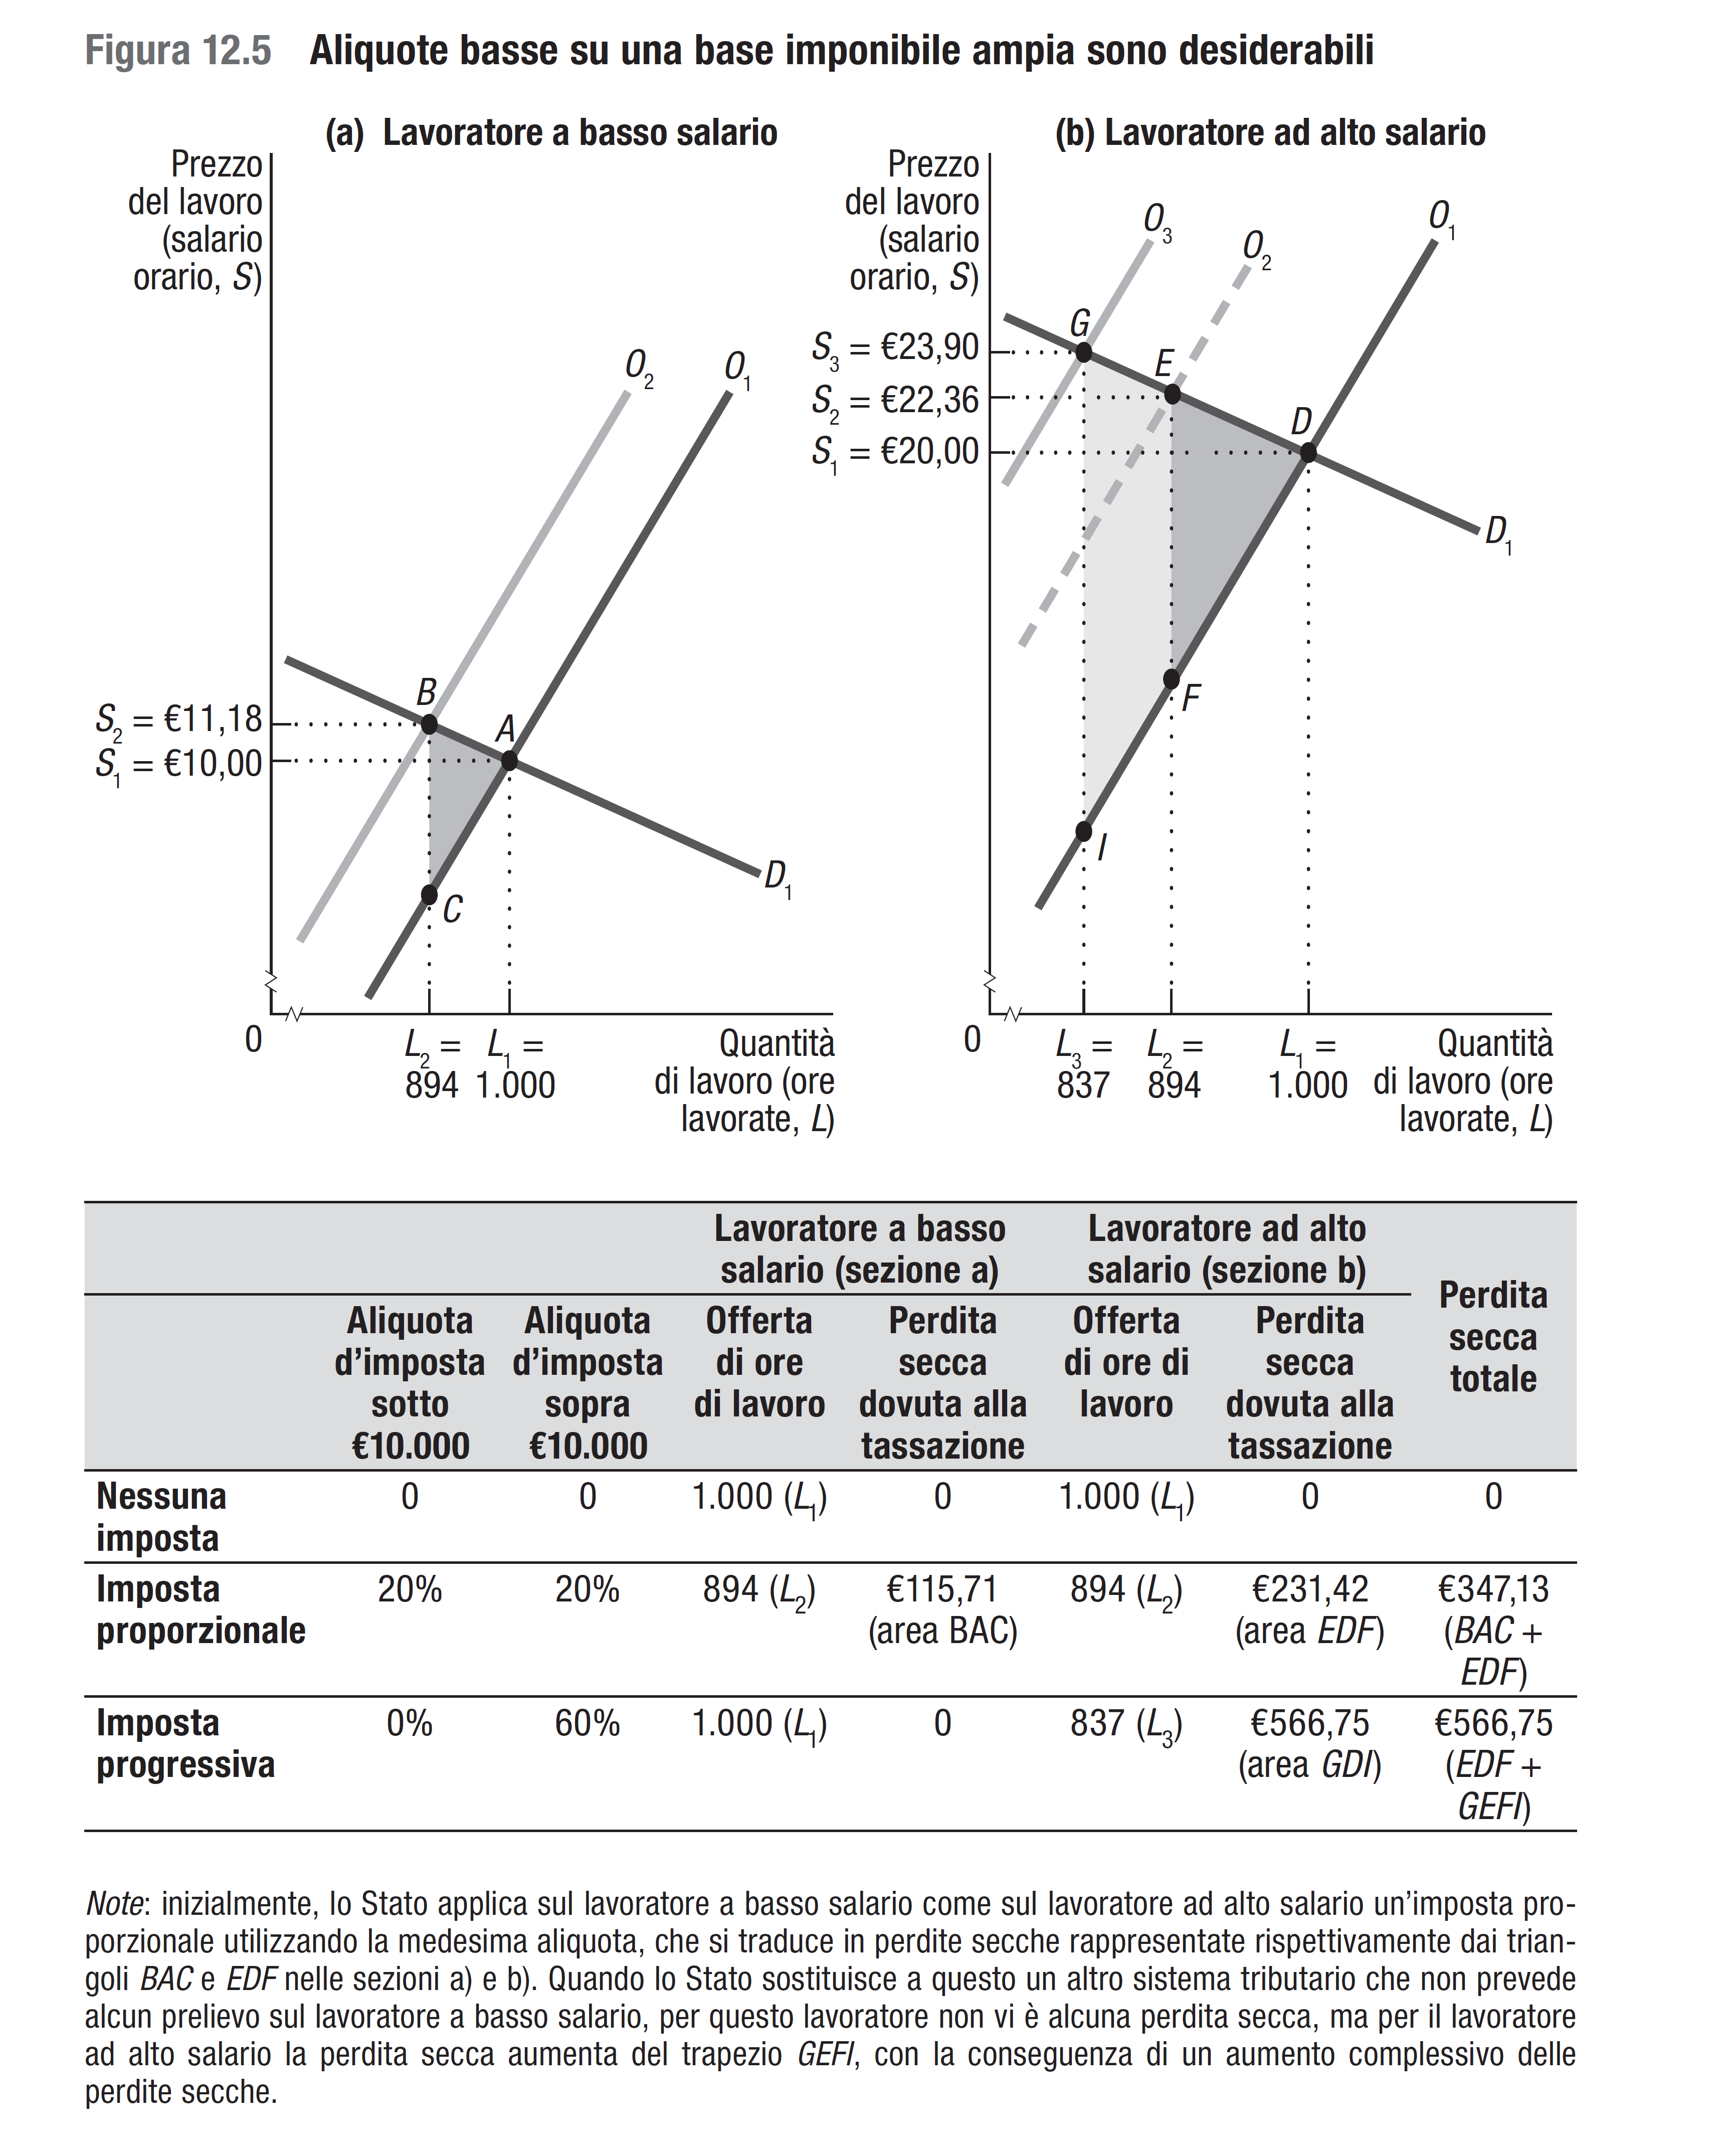 Figura 12.5 Aliquote basse su una base imponibile ampia sono desiderabili
(a) Lavoratore a basso salario
Prezzo
del lavoro
(salario
orario, S)
O2
O1
B
A
S2 = €11,18
S1 = €10,00
C
D1
0
L2 =
894
L1 =
1.000
Quantità
di lavoro (ore
lavorate, L)
(b) Lavoratore ad alto salario
Prezzo
del lavoro
(salario
orario, S)
O3
O2
O1
G
E
D
S3 = €23,90
S2 = €22,36
S1 = €20,00
D1
F
I
0
L3 =
837
L2 =
894
L1 =
1.000
Quantità
di lavoro (ore
lavorate, L)
Lavoratore a basso
salario (sezione a)
Lavoratore ad alto
salario (sezione b)
Perdita
secca
totale
Aliquota
d’imposta
sotto
€10.000
Aliquota
d’imposta
sopra
€10.000
Offerta
di ore
di lavoro
Perdita
secca
dovuta alla
tassazione
Offerta
di ore di
lavoro
Perdita
secca
dovuta alla
tassazione
Nessuna
imposta
0
0
1.000 (L1)
0
1.000 (L1)
0
0
Imposta
proporzionale
20%
20%
894 (L2)
€115,71
(area BAC)
894 (L2)
€231,42
(area EDF)
€347,13
(BAC +
EDF)
Imposta
progressiva
0%
60%
1.000 (L1)
0
837 (L3)
€566,75
(area GDI)
€566,75
(EDF +
GEFI)
Note: inizialmente, lo Stato applica sul lavoratore a basso salario come sul lavoratore ad alto salario un’imposta pro-
porzionale utilizzando la medesima aliquota, che si traduce in perdite secche rappresentate rispettivamente dai trian-
goli BAC e EDF nelle sezioni a) e b). Quando lo Stato sostituisce a questo un altro sistema tributario che non prevede
alcun prelievo sul lavoratore a basso salario, per questo lavoratore non vi è alcuna perdita secca, ma per il lavoratore
ad alto salario la perdita secca aumenta del trapezio GEFI, con la conseguenza di un aumento complessivo delle
perdite secche.